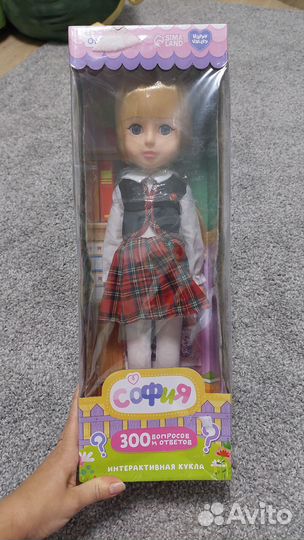 SIMA LAND
Happy Valley
СОФИЯ
300 ВОПРОСОВ И ОТВЕТОВ
ИНТЕРАКТИВНАЯ КУКЛА
Avito